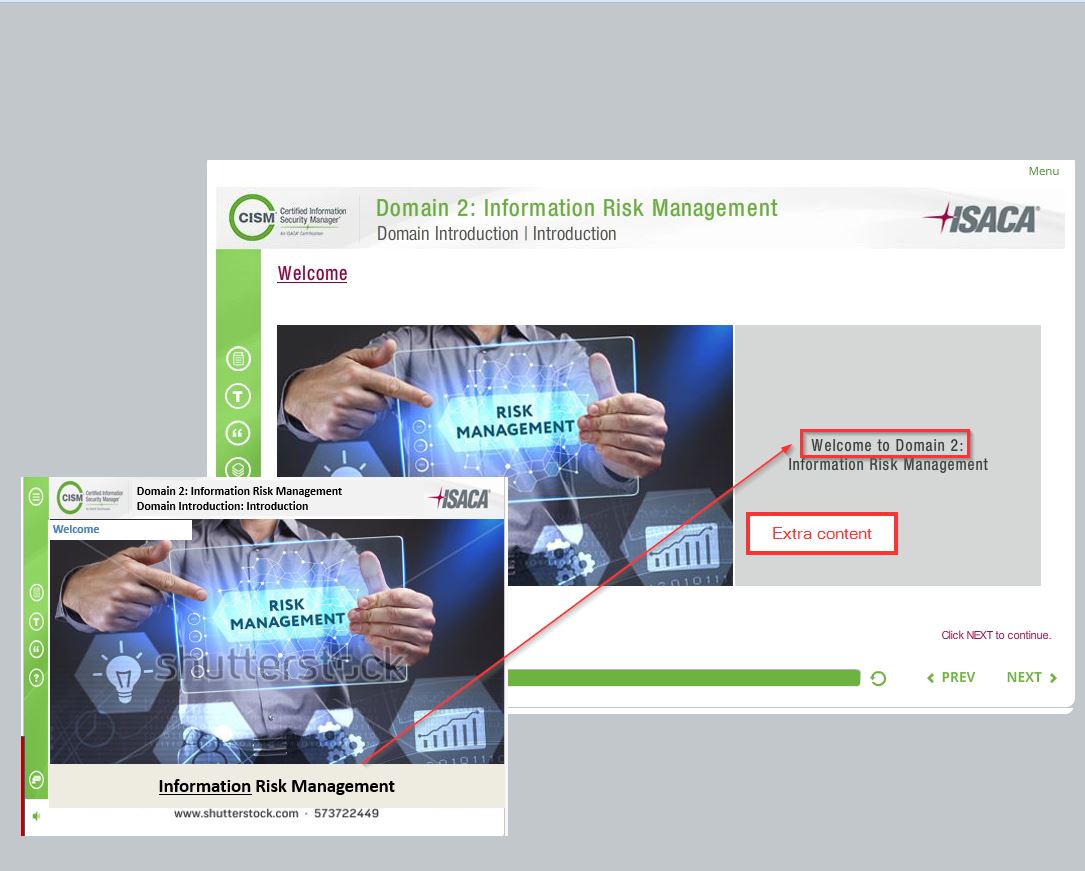 Menu
CISM
Certified Information
Security Manager®
An ISACA® Certification
Domain 2: Information Risk Management
Domain Introduction | Introduction
ISACA®
Welcome
RISK
MANAGEMENT
T
Welcome to Domain 2:
Information Risk Management
Extra content
Click NEXT to continue.
PREV
NEXT
CISM
Certified Information
Security Manager®
Domain 2: Information Risk Management
Domain Introduction: Introduction
ISACA
Welcome
RISK
MANAGEMENT
shutterstock
T
?
Information Risk Management
www.shutterstock.com · 573722449